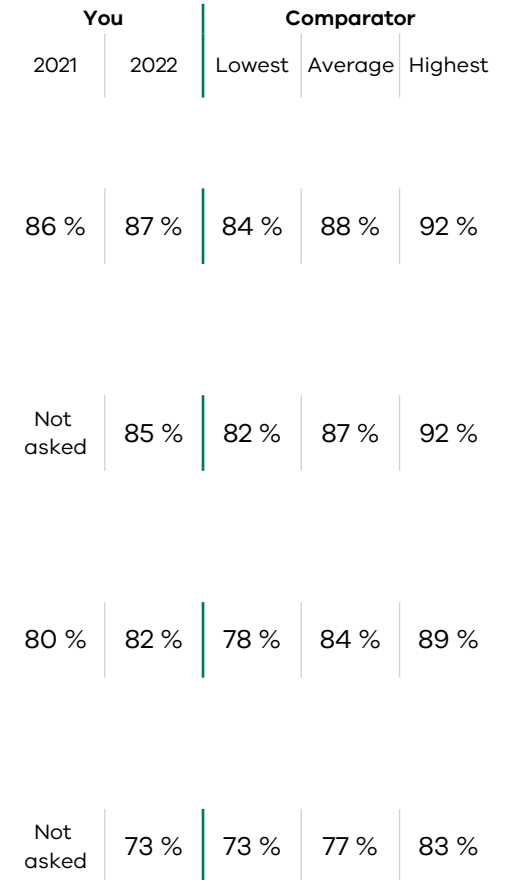 You Comparator
2021 2022 Lowest Average Highest
86 % 87 % 84 % 88 % 92 %
Not
asked 85 % 82 % 87 % 92 %
80 % 82 % 78 % 84 % 89 %
Not
asked 73 % 73 % 77 % 83 %